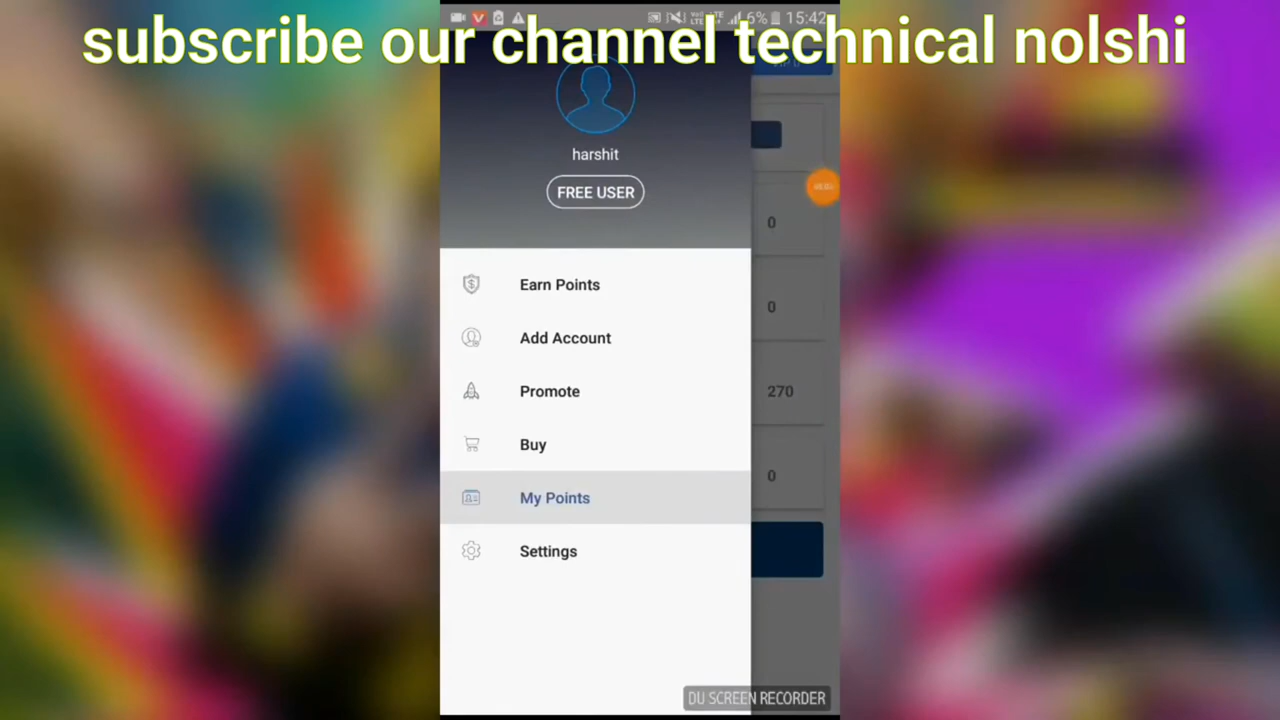 subscribe our channel technical nolshi
6% 15:42
harshit
FREE USER
Earn Points
0
Add Account
0
Promote
270
Buy
My Points
0
Settings
DU SCREEN RECORDER